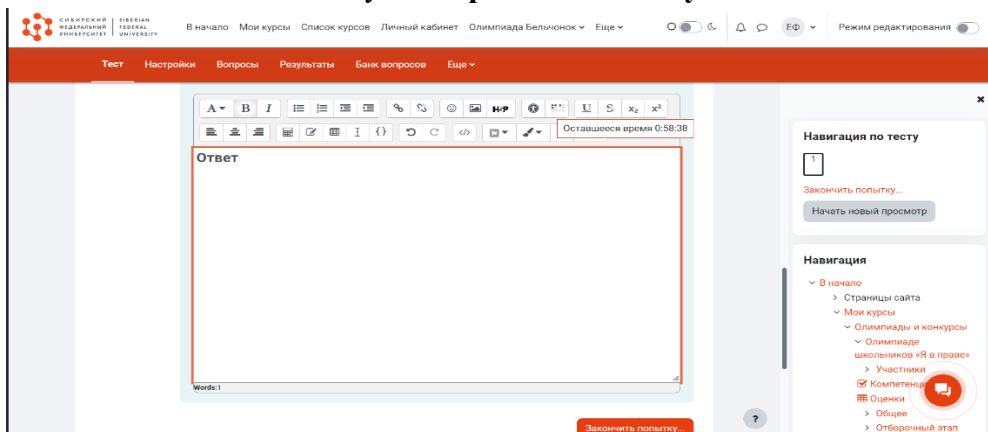 СИБИРСКИЙ ФЕДЕРАЛЬНЫЙ УНИВЕРСИТЕТ
SIBERIAN FEDERAL UNIVERSITY
В начало Мои курсы Список курсов Личный кабинет Олимпиада Бельчонок Еще
ЕФ
Режим редактирования
Тест Настройки Вопросы Результаты Банк вопросов Еще
Оставшееся время 0:58:38
Ответ
Words:1
Закончить попытку...
Навигация по тесту
1
Закончить попытку...
Начать новый просмотр
Навигация
В начало
Страницы сайта
Мои курсы
Олимпиады и конкурсы
Олимпиаде
школьников «Я в праве»
Участники
Оценки
Общее
Отборочный этап